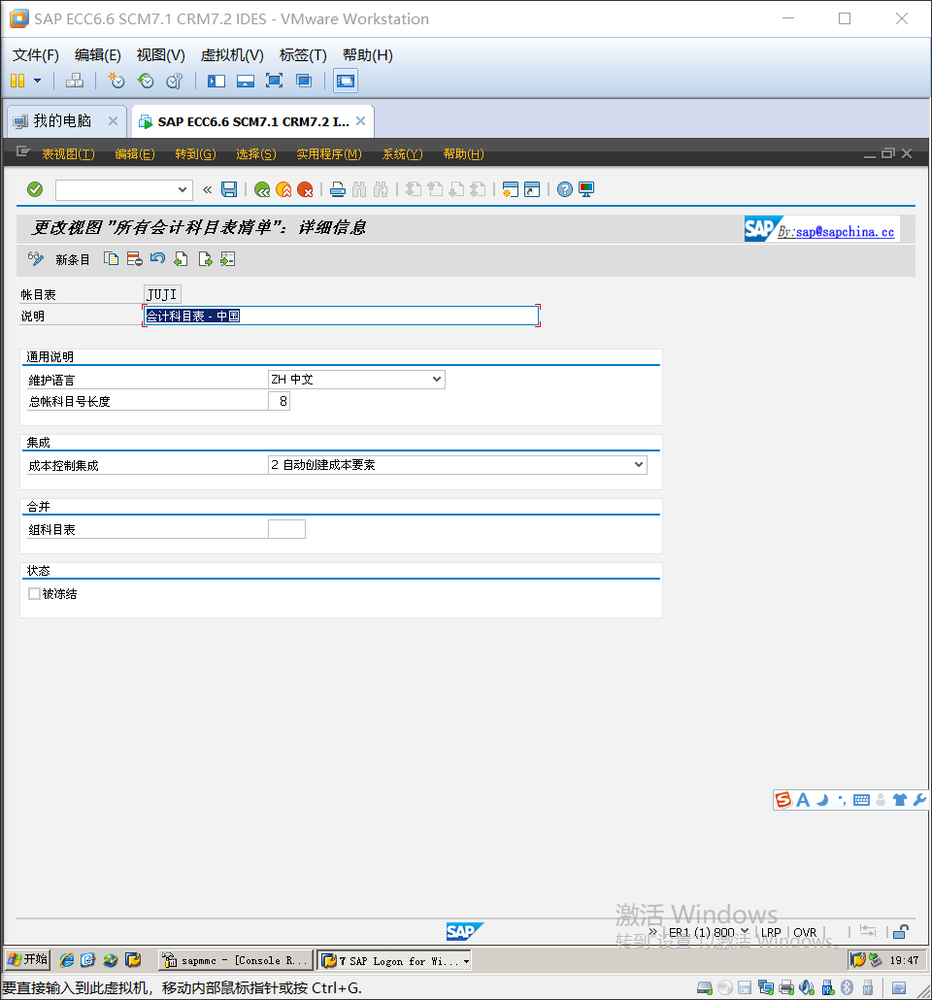 SAP ECC6.6 SCM7.1 CRM7.2 IDES - VMware Workstation
文件(F) 编辑(E) 视图(V) 虚拟机(V) 标签(T) 帮助(H)
我的电脑 SAP ECC6.6 SCM7.1 CRM7.2 I...
表视图(T) 编辑(E) 转到(G) 选择(S) 实用程序(M) 系统(Y) 帮助(H)
更改视图 "所有会计科目表清单": 详细信息
SAP By:sap@sapchina.cc
新条目
帐目表 JUJI
说明 会计科目表 - 中国
通用说明
维护语言 ZH 中文
总帐科目号长度 8
集成
成本控制集成 2 自动创建成本要素
合并
组科目表
状态
被冻结
激活 Windows
SAP ER1 (1) 800 LRP OVR
转到"设置"以激活 Windows。
开始 sapmmc - [Console R... 7 SAP Logon for Wi... 19:47
要直接输入到此虚拟机，移动内部鼠标指针或按 Ctrl+G.